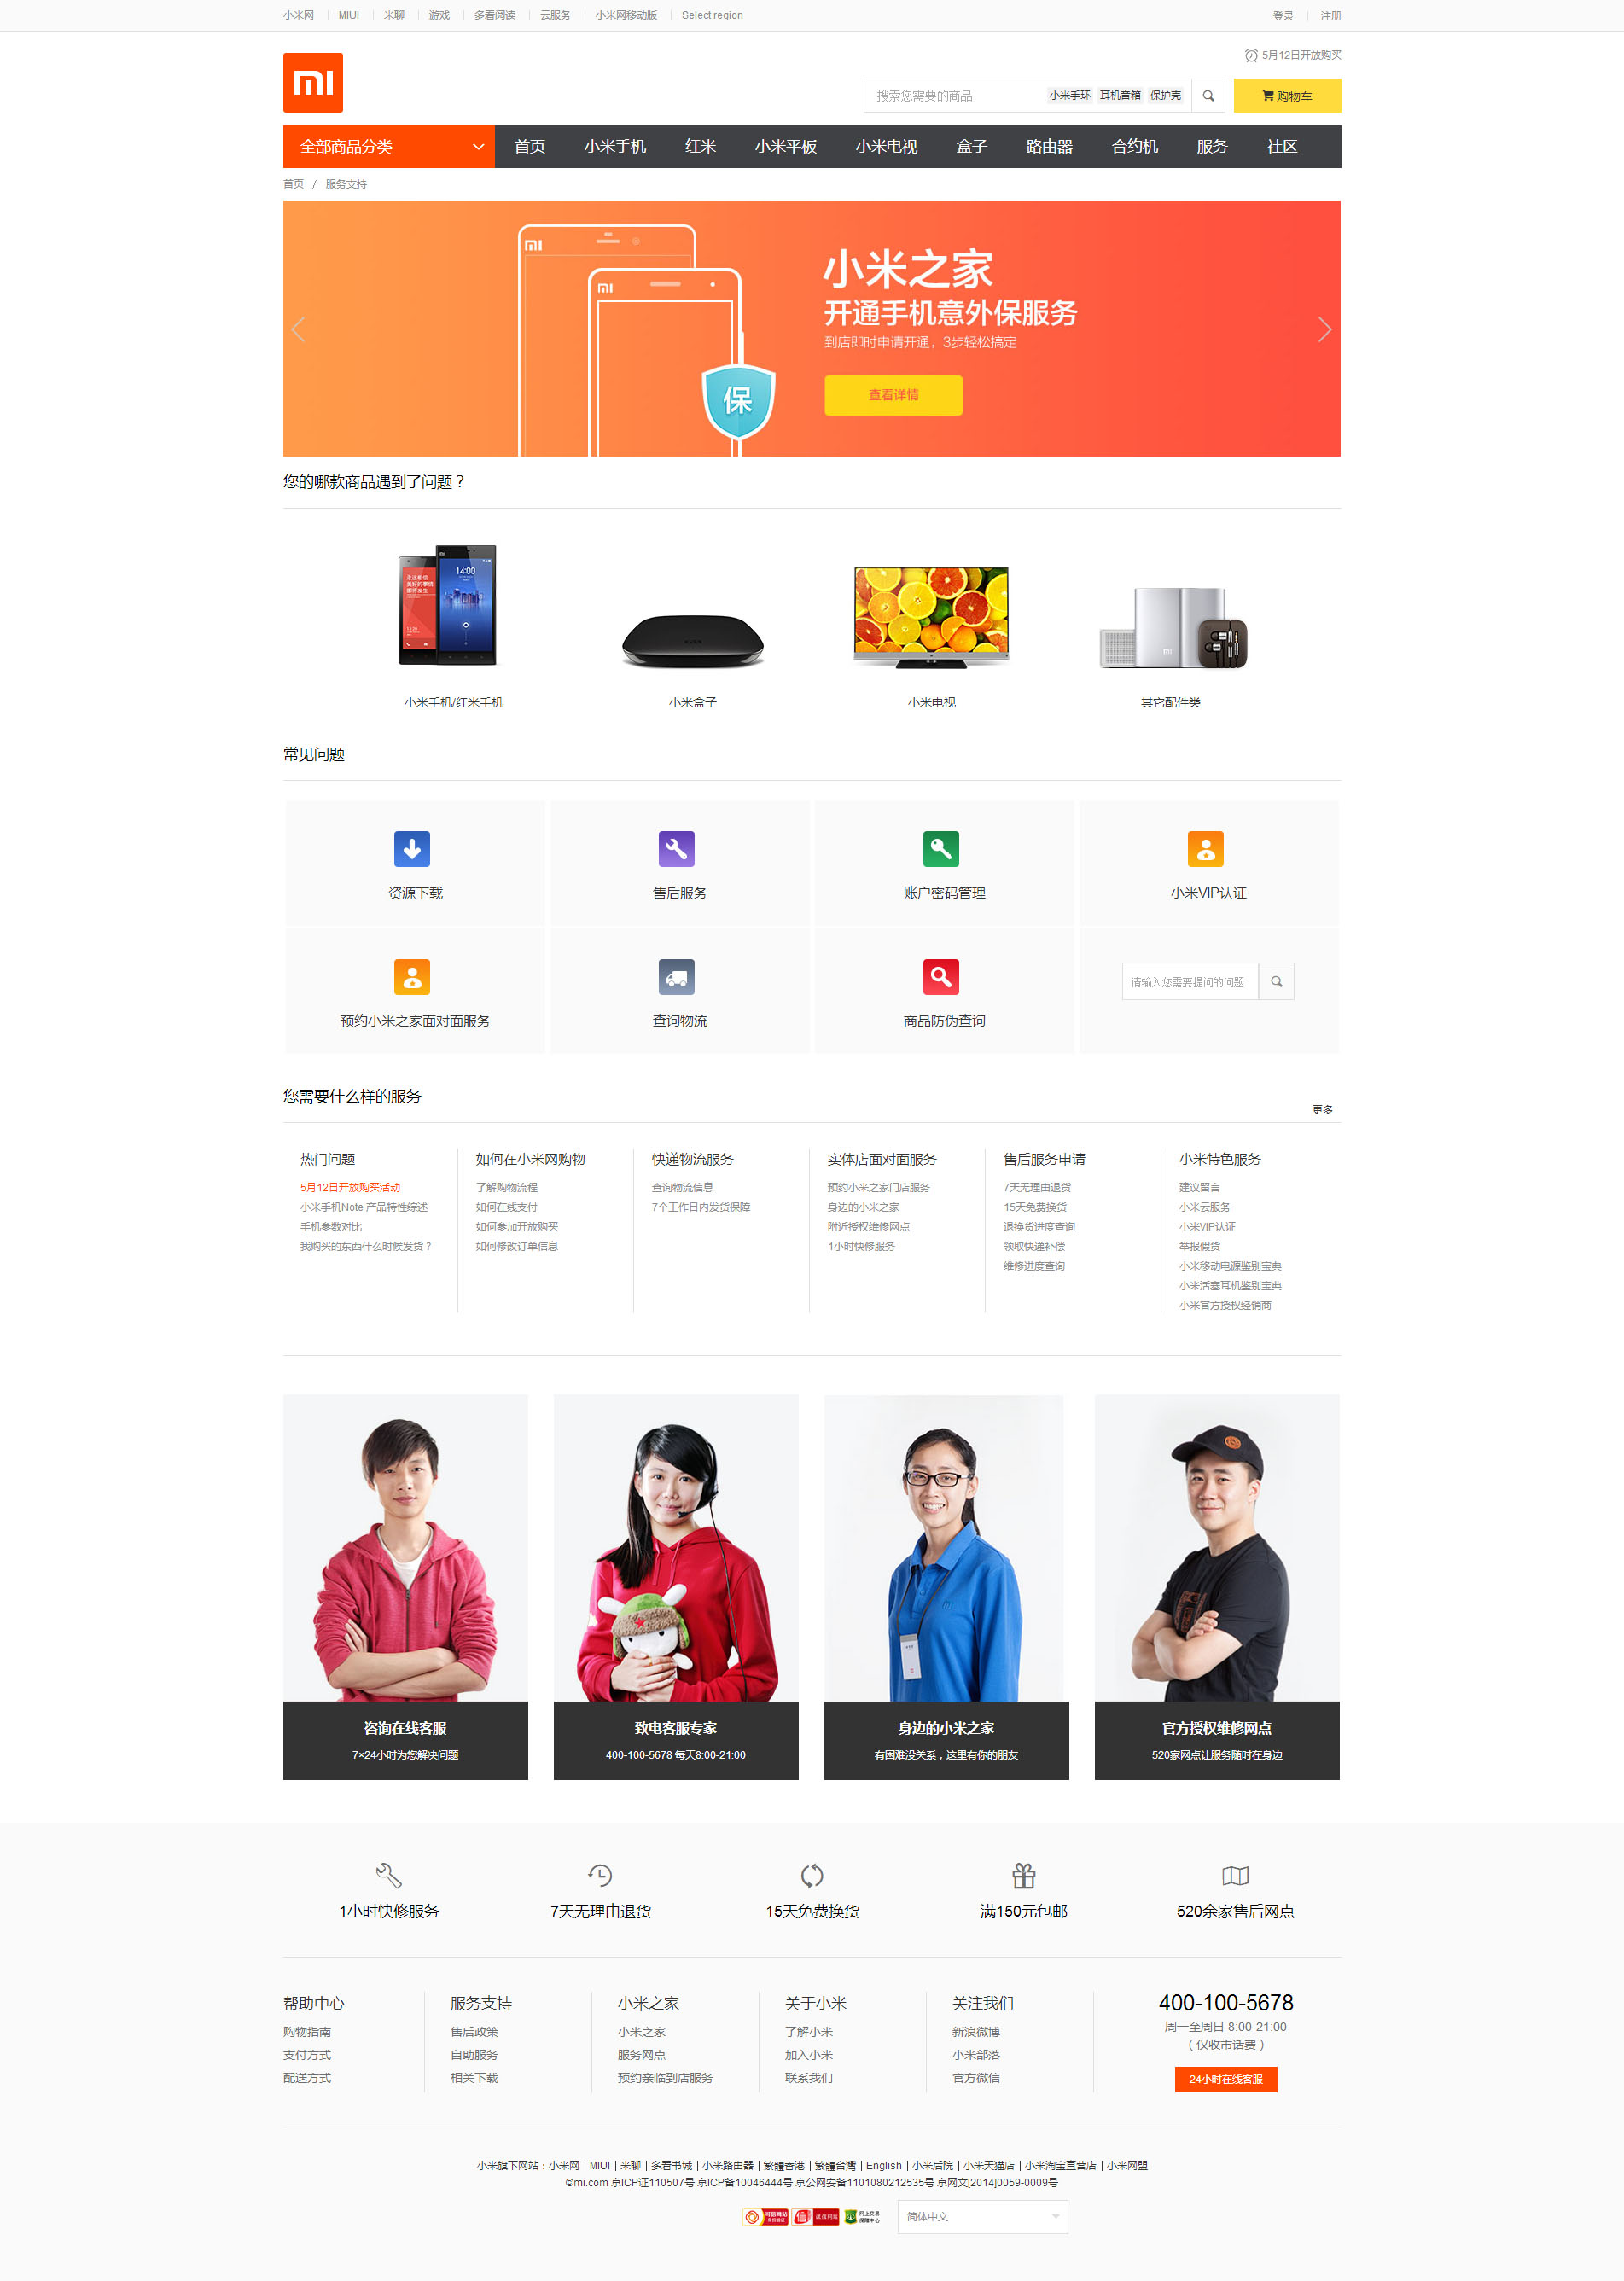 小米网 | MIUI | 米聊 | 游戏 | 多看阅读 | 云服务 | 小米网移动版 | Select region
登录 | 注册
5月12日开放购买
mi
搜索您需要的商品 小米手环 耳机音箱 保护壳
购物车
全部商品分类 首页 小米手机 红米 小米平板 小米电视 盒子 路由器 合约机 服务 社区
首页 / 服务支持
mi
mi
保
小米之家
开通手机意外保服务
到店即时申请开通，3步轻松搞定
查看详情
您的哪款商品遇到了问题？
14:00
小米手机/红米手机 小米盒子 小米电视 其它配件类
常见问题
资源下载 售后服务 账户密码管理 小米VIP认证
请输入您需要提问的问题
预约小米之家面对面服务 查询物流 商品防伪查询
您需要什么样的服务
更多
热门问题
5月12日开放购买活动
小米手机Note 产品特性综述
手机参数对比
我购买的东西什么时候发货？
如何在小米网购物
了解购物流程
如何在线支付
如何参加开放购买
如何修改订单信息
快递物流服务
查询物流信息
7个工作日内发货保障
实体店面对面服务
预约小米之家门店服务
身边的小米之家
附近授权维修网点
1小时快修服务
售后服务申请
7天无理由退货
15天免费换货
退换货进度查询
领取快递补偿
维修进度查询
小米特色服务
建议留言
小米云服务
小米VIP认证
举报假货
小米移动电源鉴别宝典
小米活塞耳机鉴别宝典
小米官方授权经销商
咨询在线客服
7×24小时为您解决问题
致电客服专家
400-100-5678 每天8:00-21:00
身边的小米之家
有困难没关系，这里有你的朋友
官方授权维修网点
520家网点让服务随时在身边
1小时快修服务 7天无理由退货 15天免费换货 满150元包邮 520余家售后网点
帮助中心
购物指南
支付方式
配送方式
服务支持
售后政策
自助服务
相关下载
小米之家
小米之家
服务网点
预约亲临到店服务
关于小米
了解小米
加入小米
联系我们
关注我们
新浪微博
小米部落
官方微信
400-100-5678
周一至周日 8:00-21:00
（仅收市话费）
24小时在线客服
小米旗下网站：小米网 | MIUI | 米聊 | 多看书城 | 小米路由器 | 繁體香港 | 繁體台灣 | English | 小米后院 | 小米天猫店 | 小米淘宝直营店 | 小米网盟
©mi.com 京ICP证110507号 京ICP备10046444号 京公网安备1101080212535号 京网文[2014]0059-0009号
可信网站
信 诚信网站
网上交易
保障中心
简体中文